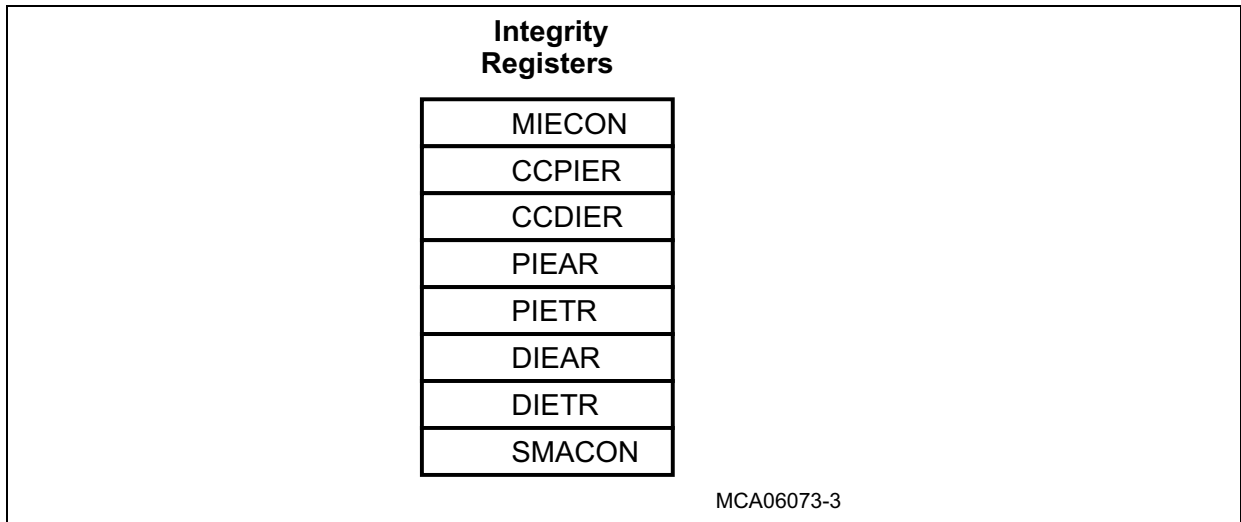 Integrity
Registers
MIECON
CCPIER
CCDIER
PIEAR
PIETR
DIEAR
DIETR
SMACON
MCA06073-3